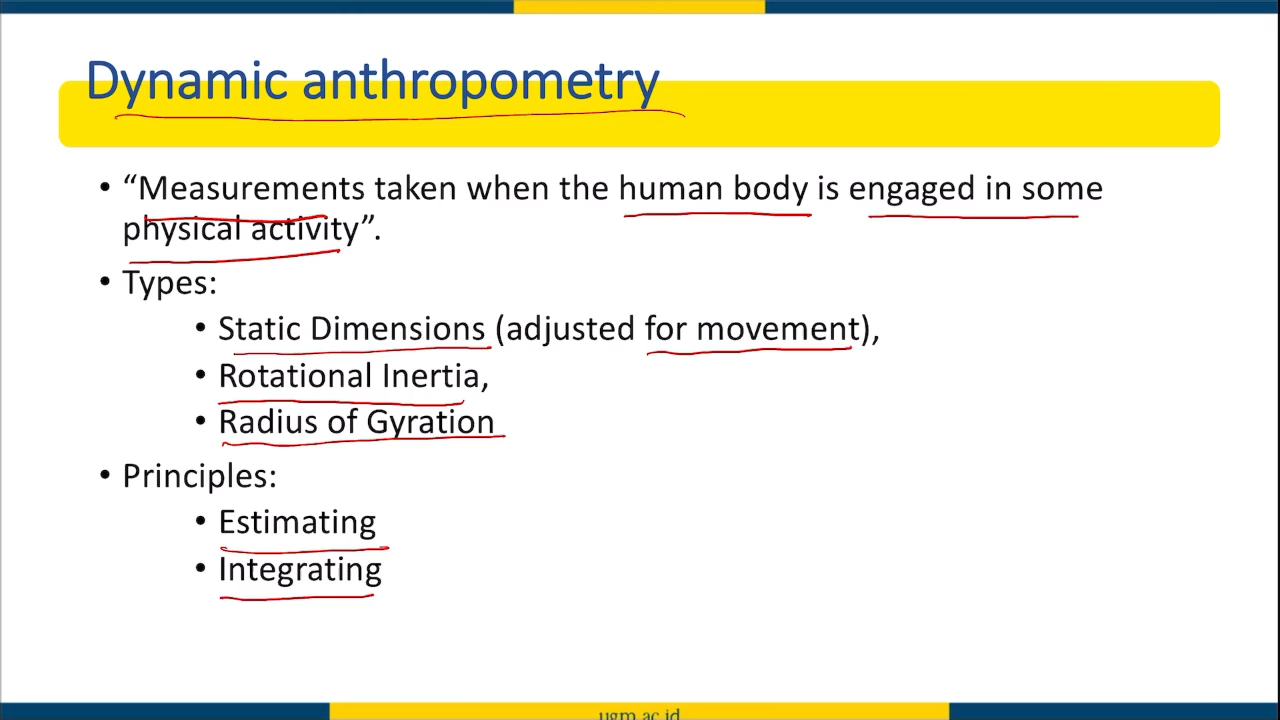 Dynamic anthropometry
• “Measurements taken when the human body is engaged in some
physical activity”.
• Types:
• Static Dimensions (adjusted for movement),
• Rotational Inertia,
• Radius of Gyration
• Principles:
• Estimating
• Integrating
ugm.ac.id